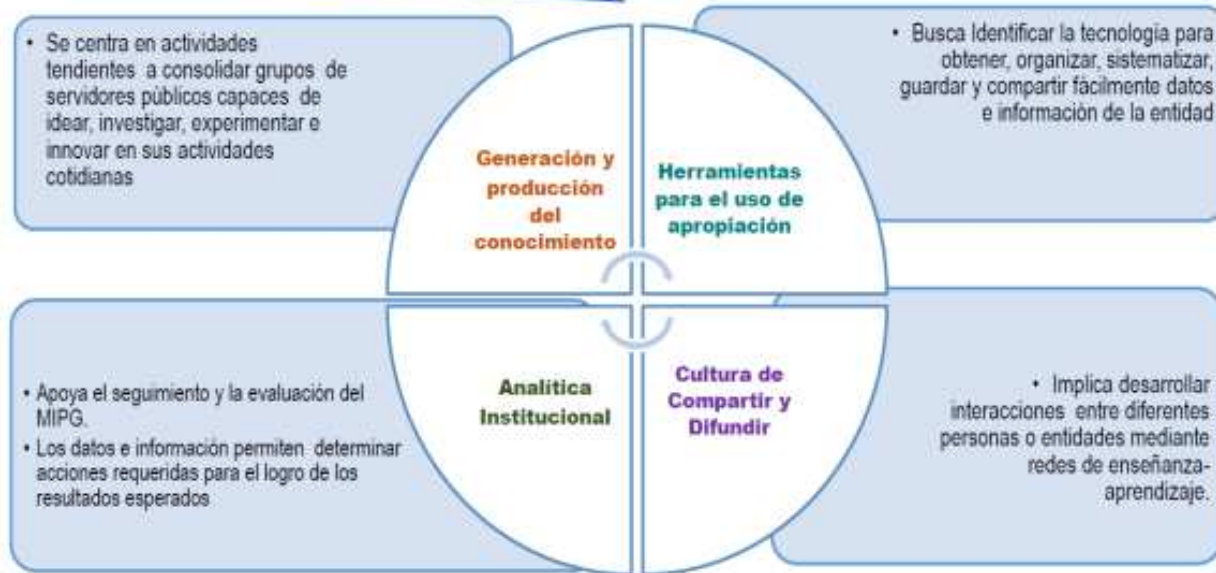 • Se centra en actividades
tendientes a consolidar grupos de
servidores públicos capaces de
idear, investigar, experimentar e
innovar en sus actividades
cotidianas
Generación y
producción
del
conocimiento
Herramientas
para el uso de
apropiación
• Busca Identificar la tecnología para
obtener, organizar, sistematizar,
guardar y compartir fácilmente datos
e información de la entidad
• Apoya el seguimiento y la evaluación del
MIPG.
• Los datos e información permiten determinar
acciones requeridas para el logro de los
resultados esperados
Analítica
Institucional
Cultura de
Compartir y
Difundir
• Implica desarrollar
interacciones entre diferentes
personas o entidades mediante
redes de enseñanza-
aprendizaje.